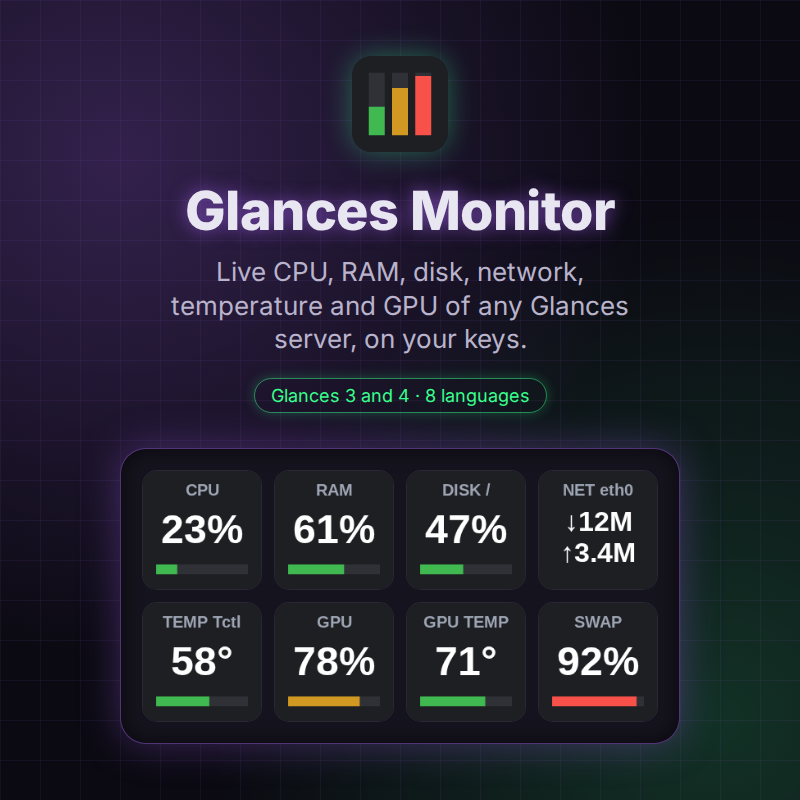 Glances Monitor
Live CPU, RAM, disk, network,
temperature and GPU of any Glances
server, on your keys.
Glances 3 and 4 · 8 languages
CPU
23%
RAM
61%
DISK /
47%
NET eth0
↓12M
↑3.4M
TEMP Tctl
58°
GPU
78%
GPU TEMP
71°
SWAP
92%